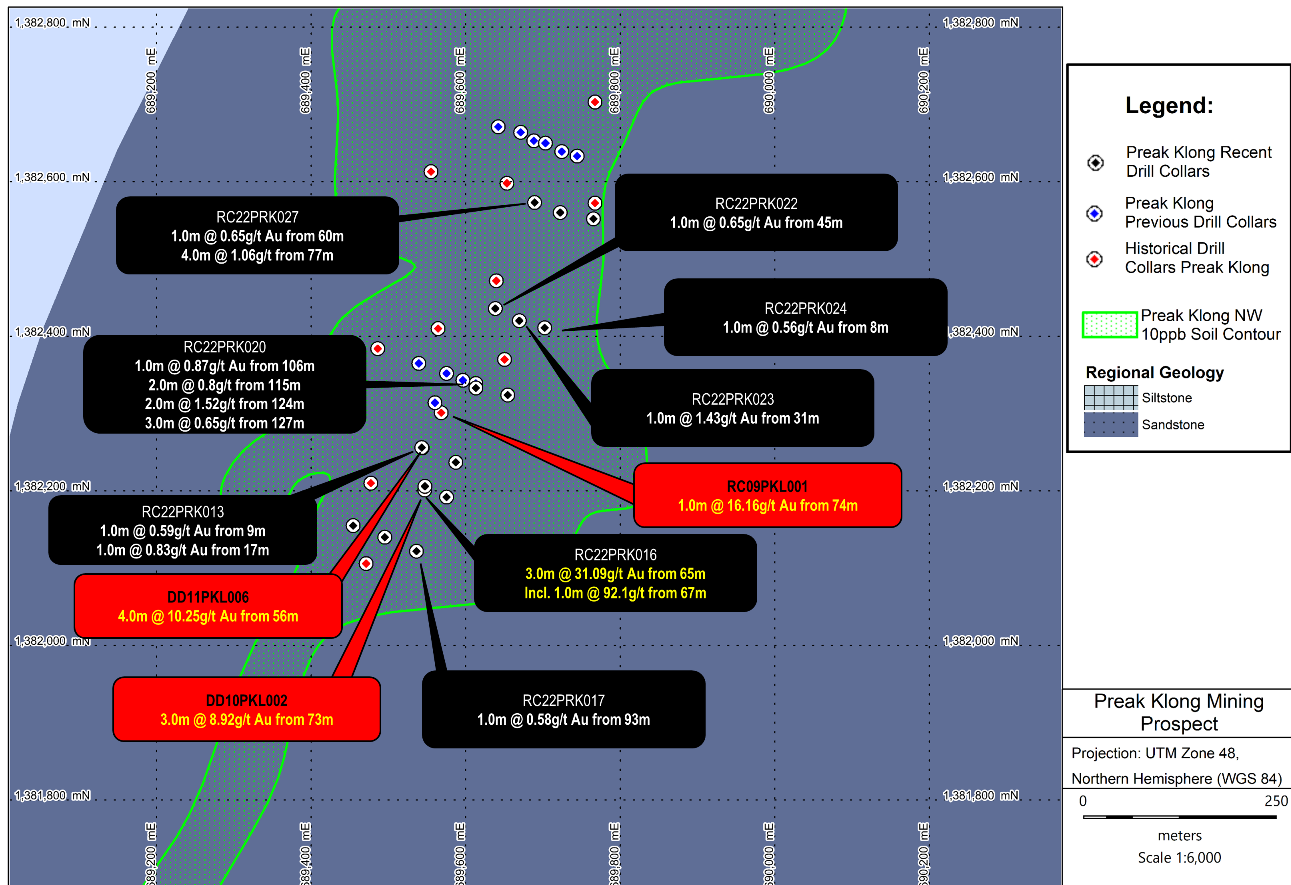 1,382,800 mN
1,382,800 mN
689,200 mE
689,400 mE
689,600 mE
689,800 mE
690,000 mE
690,200 mE
1,382,600 mN
1,382,600 mN
RC22PRK027
1.0m @ 0.65g/t Au from 60m
4.0m @ 1.06g/t from 77m
RC22PRK022
1.0m @ 0.65g/t Au from 45m
RC22PRK024
1.0m @ 0.56g/t Au from 8m
1,382,400 mN
1,382,400 mN
RC22PRK020
1.0m @ 0.87g/t Au from 106m
2.0m @ 0.8g/t from 115m
2.0m @ 1.52g/t from 124m
3.0m @ 0.65g/t from 127m
RC22PRK023
1.0m @ 1.43g/t Au from 31m
RC09PKL001
1.0m @ 16.16g/t Au from 74m
1,382,200 mN
1,382,200 mN
RC22PRK013
1.0m @ 0.59g/t Au from 9m
1.0m @ 0.83g/t Au from 17m
RC22PRK016
3.0m @ 31.09g/t Au from 65m
Incl. 1.0m @ 92.1g/t from 67m
DD11PKL006
4.0m @ 10.25g/t Au from 56m
1,382,000 mN
1,382,000 mN
DD10PKL002
3.0m @ 8.92g/t Au from 73m
RC22PRK017
1.0m @ 0.58g/t Au from 93m
1,381,800 mN
1,381,800 mN
689,200 mE
689,400 mE
689,600 mE
689,800 mE
690,000 mE
690,200 mE
Legend:
Preak Klong Recent
Drill Collars
Preak Klong
Previous Drill Collars
Historical Drill
Collars Preak Klong
Preak Klong NW
10ppb Soil Contour
Regional Geology
Siltstone
Sandstone
Preak Klong Mining
Prospect
Projection: UTM Zone 48,
Northern Hemisphere (WGS 84)
0 250
meters
Scale 1:6,000